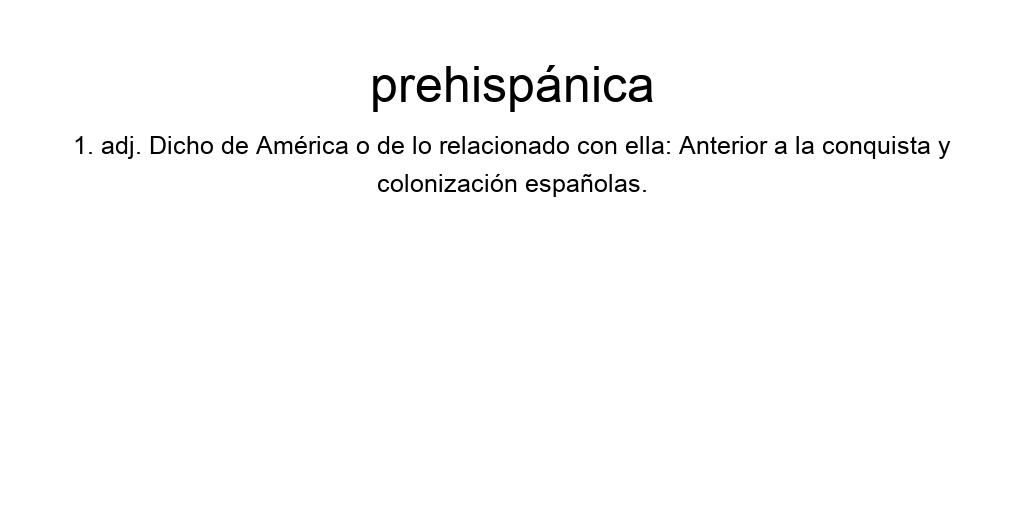 prehispánica
1. adj. Dicho de América o de lo relacionado con ella: Anterior a la conquista y
colonización españolas.